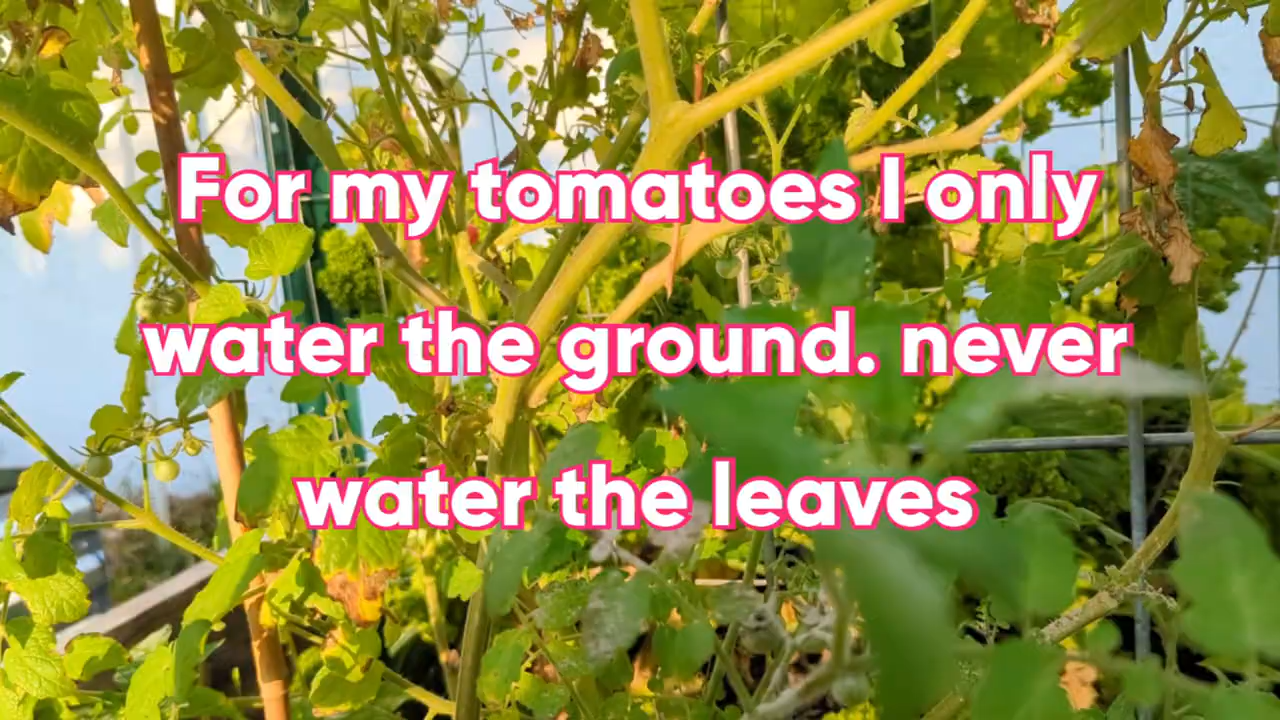 For my tomatoes I only
water the ground. never
water the leaves